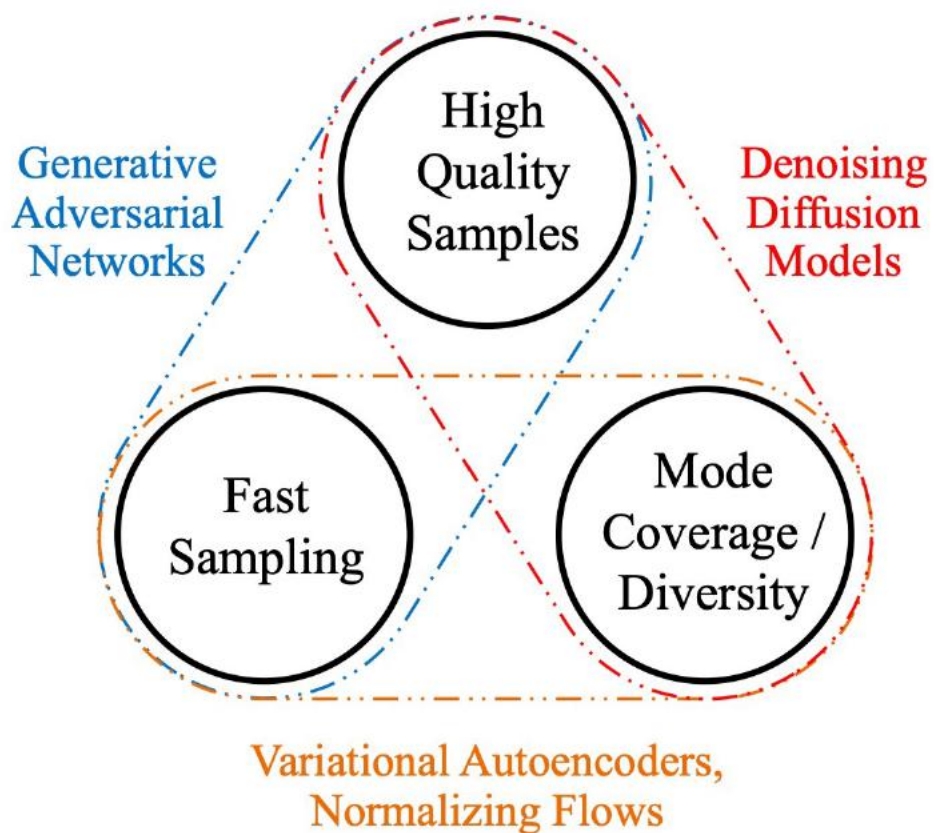 High
Quality
Samples
Generative
Adversarial
Networks
Denoising
Diffusion
Models
Fast
Sampling
Mode
Coverage /
Diversity
Variational Autoencoders,
Normalizing Flows